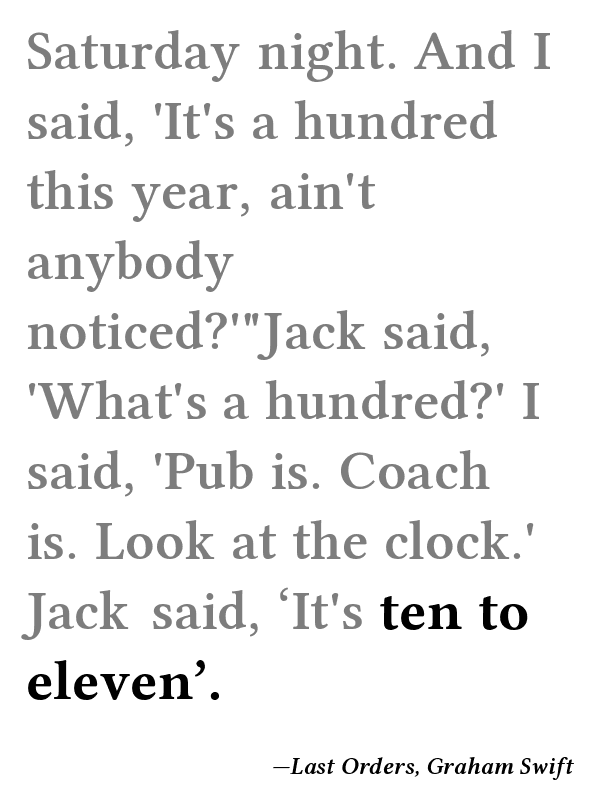 Saturday night. And I
said, 'It's a hundred
this year, ain't
anybody
noticed?'"Jack said,
'What's a hundred?' I
said, 'Pub is. Coach
is. Look at the clock.'
Jack said, ‘It's ten to
eleven’.
—Last Orders, Graham Swift